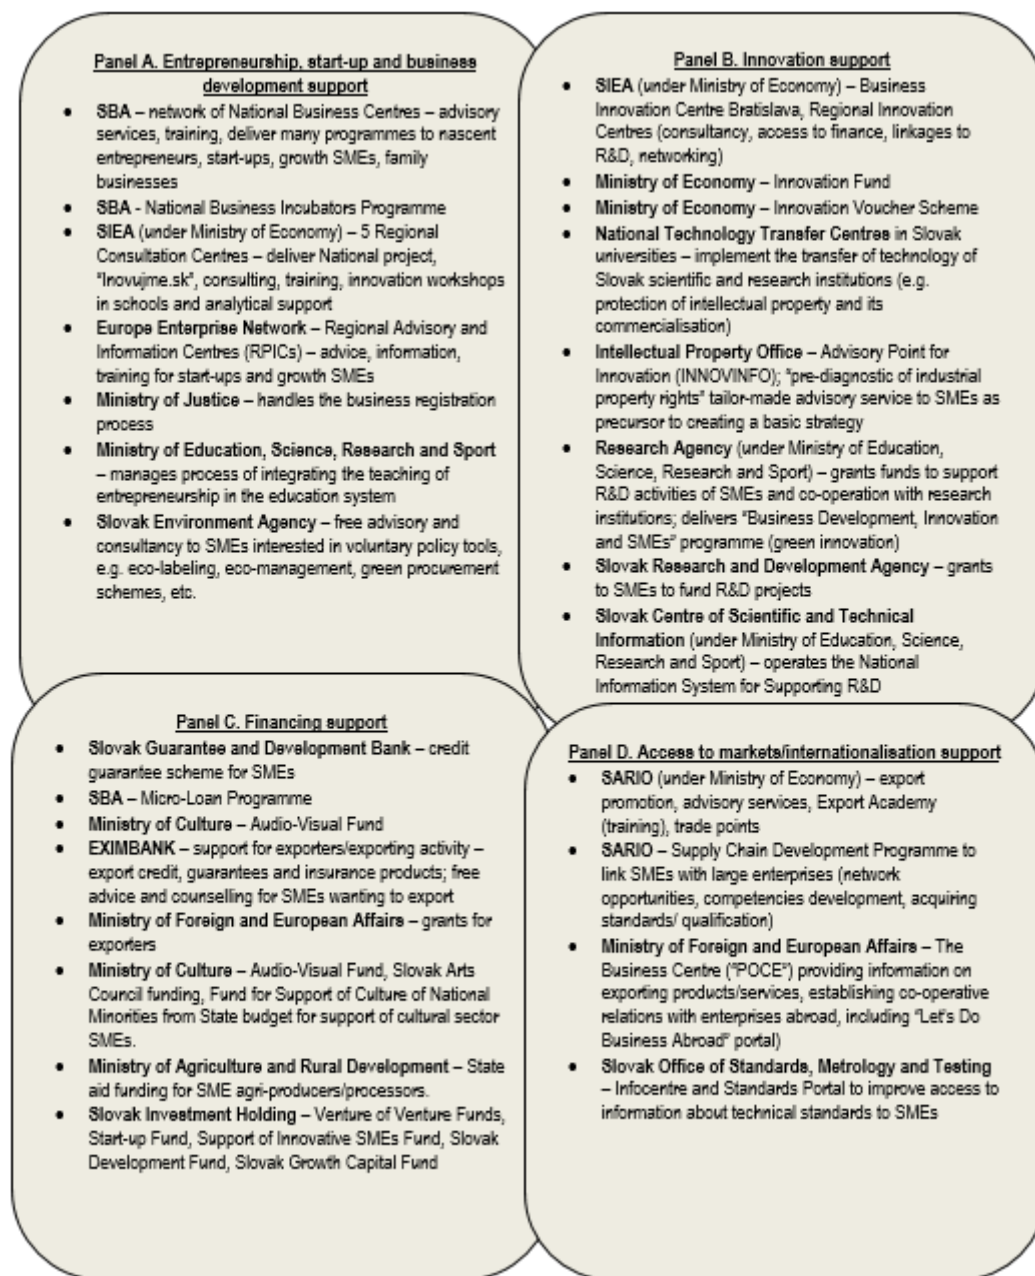 Panel A. Entrepreneurship, start-up and business
development support
● SBA – network of National Business Centres – advisory
services, training, deliver many programmes to nascent
entrepreneurs, start-ups, growth SMEs, family
businesses
● SBA - National Business Incubators Programme
● SIEA (under Ministry of Economy) – 5 Regional
Consultation Centres – deliver National project,
"Inovujme.sk", consulting, training, innovation workshops
in schools and analytical support
● Europe Enterprise Network – Regional Advisory and
Information Centres (RPICs) – advice, information,
training for start-ups and growth SMEs
● Ministry of Justice – handles the business registration
process
● Ministry of Education, Science, Research and Sport
– manages process of integrating the teaching of
entrepreneurship in the education system
● Slovak Environment Agency – free advisory and
consultancy to SMEs interested in voluntary policy tools,
e.g. eco-labeling, eco-management, green procurement
schemes, etc.
Panel B. Innovation support
● SIEA (under Ministry of Economy) – Business
Innovation Centre Bratislava, Regional Innovation
Centres (consultancy, access to finance, linkages to
R&D, networking)
● Ministry of Economy – Innovation Fund
● Ministry of Economy – Innovation Voucher Scheme
● National Technology Transfer Centres in Slovak
universities – implement the transfer of technology of
Slovak scientific and research institutions (e.g.
protection of intellectual property and its
commercialisation)
● Intellectual Property Office – Advisory Point for
Innovation (INNOVINFO); "pre-diagnostic of industrial
property rights" tailor-made advisory service to SMEs as
precursor to creating a basic strategy
● Research Agency (under Ministry of Education,
Science, Research and Sport) – grants funds to support
R&D activities of SMEs and co-operation with research
institutions; delivers "Business Development, Innovation
and SMEs" programme (green innovation)
● Slovak Research and Development Agency – grants
to SMEs to fund R&D projects
● Slovak Centre of Scientific and Technical
Information (under Ministry of Education, Science,
Research and Sport) – operates the National
Information System for Supporting R&D
Panel C. Financing support
● Slovak Guarantee and Development Bank – credit
guarantee scheme for SMEs
● SBA – Micro-Loan Programme
● Ministry of Culture – Audio-Visual Fund
● EXIMBANK – support for exporters/exporting activity –
export credit, guarantees and insurance products; free
advice and counselling for SMEs wanting to export
● Ministry of Foreign and European Affairs – grants for
exporters
● Ministry of Culture – Audio-Visual Fund, Slovak Arts
Council funding, Fund for Support of Culture of National
Minorities from State budget for support of cultural sector
SMEs.
● Ministry of Agriculture and Rural Development – State
aid funding for SME agri-producers/processors.
● Slovak Investment Holding – Venture of Venture Funds,
Start-up Fund, Support of Innovative SMEs Fund, Slovak
Development Fund, Slovak Growth Capital Fund
Panel D. Access to markets/internationalisation support
● SARIO (under Ministry of Economy) – export
promotion, advisory services, Export Academy
(training), trade points
● SARIO – Supply Chain Development Programme to
link SMEs with large enterprises (network
opportunities, competencies development, acquiring
standards/ qualification)
● Ministry of Foreign and European Affairs – The
Business Centre ("POCE") providing information on
exporting products/services, establishing co-operative
relations with enterprises abroad, including "Let's Do
Business Abroad" portal)
● Slovak Office of Standards, Metrology and Testing
– Infocentre and Standards Portal to improve access to
information about technical standards to SMEs